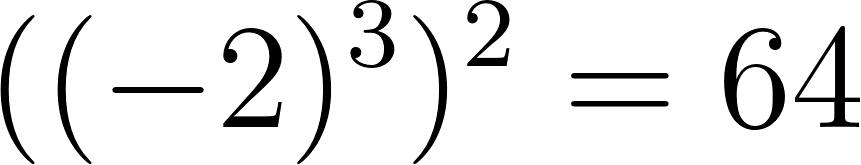 ((−2)³)² = 64